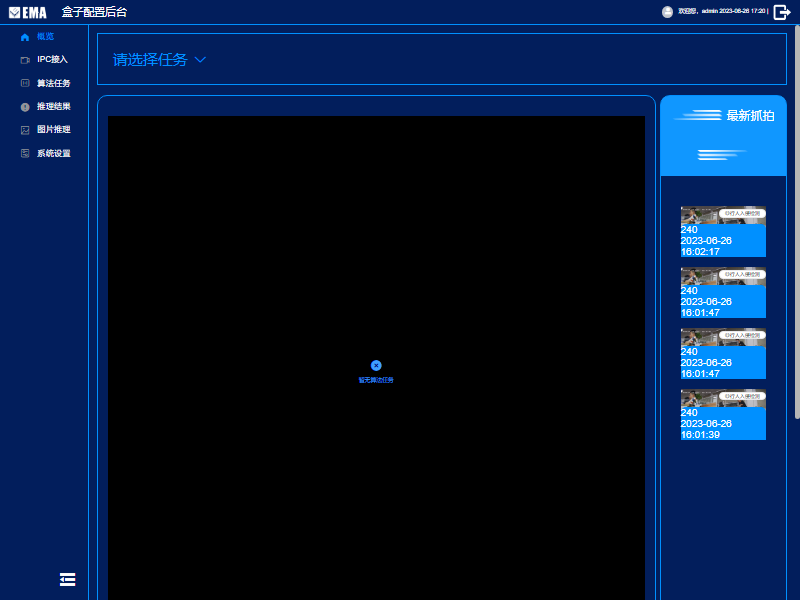 EMA 盒子配置后台
欢迎您，admin 2023-06-26 17:20 |
概览
IPC接入
算法任务
推理结果
图片推理
系统设置
请选择任务
暂无算法任务
最新抓拍
240
2023-06-26
16:02:17
240
2023-06-26
16:01:47
240
2023-06-26
16:01:47
240
2023-06-26
16:01:39